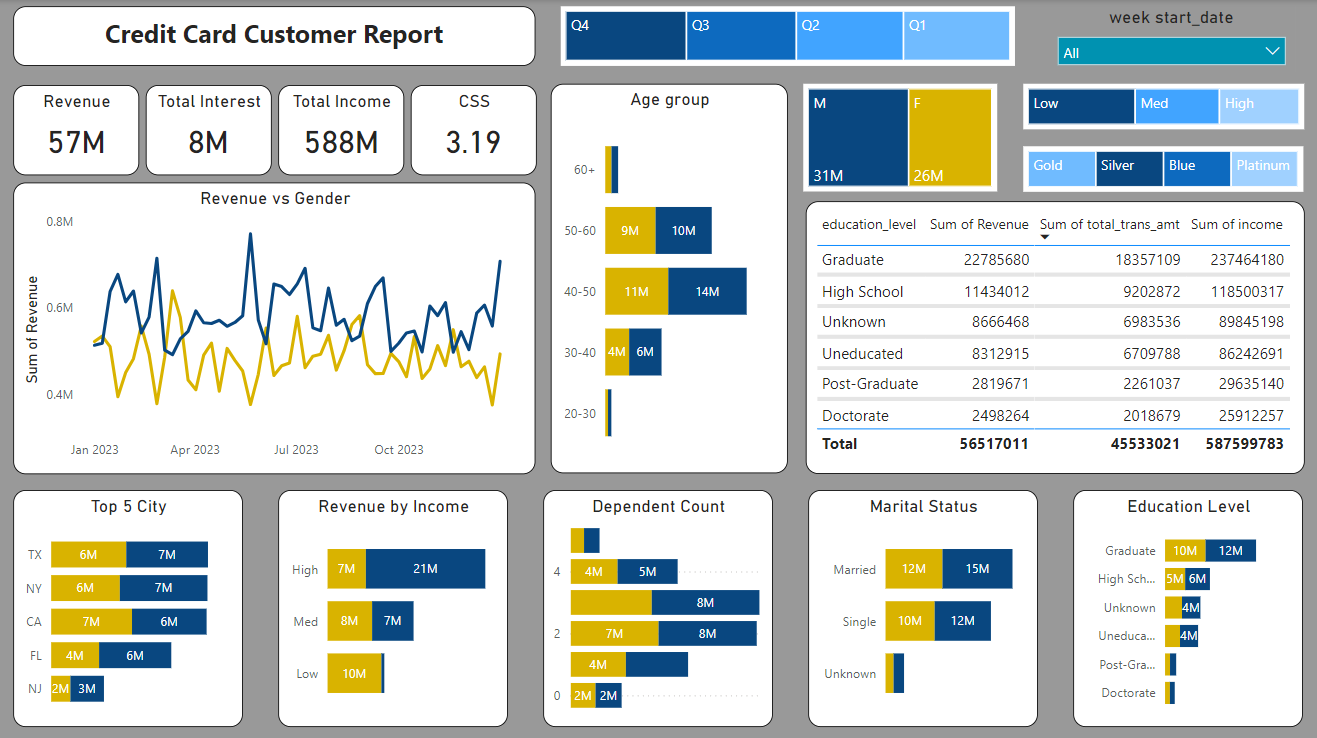 Credit Card Customer Report
Q4 Q3 Q2 Q1
week start_date
All
Revenue
57M
Total Interest
8M
Total Income
588M
CSS
3.19
Age group
60+
50-60 9M 10M
40-50 11M 14M
30-40 4M 6M
20-30
M F
31M 26M
Low Med High
Gold Silver Blue Platinum
Revenue vs Gender
Sum of Revenue
0.8M
0.6M
0.4M
Jan 2023 Apr 2023 Jul 2023 Oct 2023
education_level Sum of Revenue Sum of total_trans_amt Sum of income
Graduate 22785680 18357109 237464180
High School 11434012 9202872 118500317
Unknown 8666468 6983536 89845198
Uneducated 8312915 6709788 86242691
Post-Graduate 2819671 2261037 29635140
Doctorate 2498264 2018679 25912257
Total 56517011 45533021 587599783
Top 5 City
TX 6M 7M
NY 6M 7M
CA 7M 6M
FL 4M 6M
NJ 2M 3M
Revenue by Income
High 7M 21M
Med 8M 7M
Low 10M
Dependent Count
4 4M 5M
8M
2 7M 8M
4M
0 2M 2M
Marital Status
Married 12M 15M
Single 10M 12M
Unknown
Education Level
Graduate 10M 12M
High Sch... 5M 6M
Unknown 4M
Uneduca... 4M
Post-Gra...
Doctorate